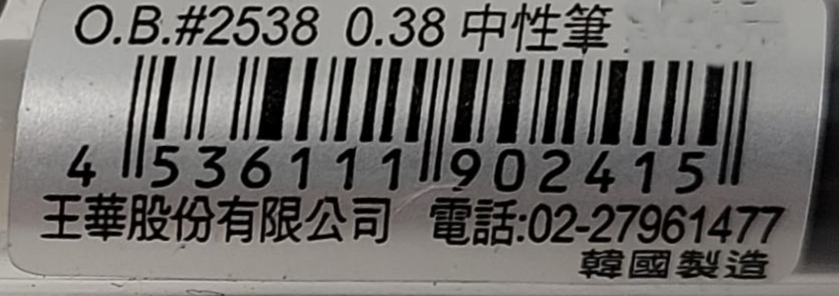 O.B.#2538 0.38 中性筆
4 536111 902415
王華股份有限公司 電話:02-27961477
韓國製造